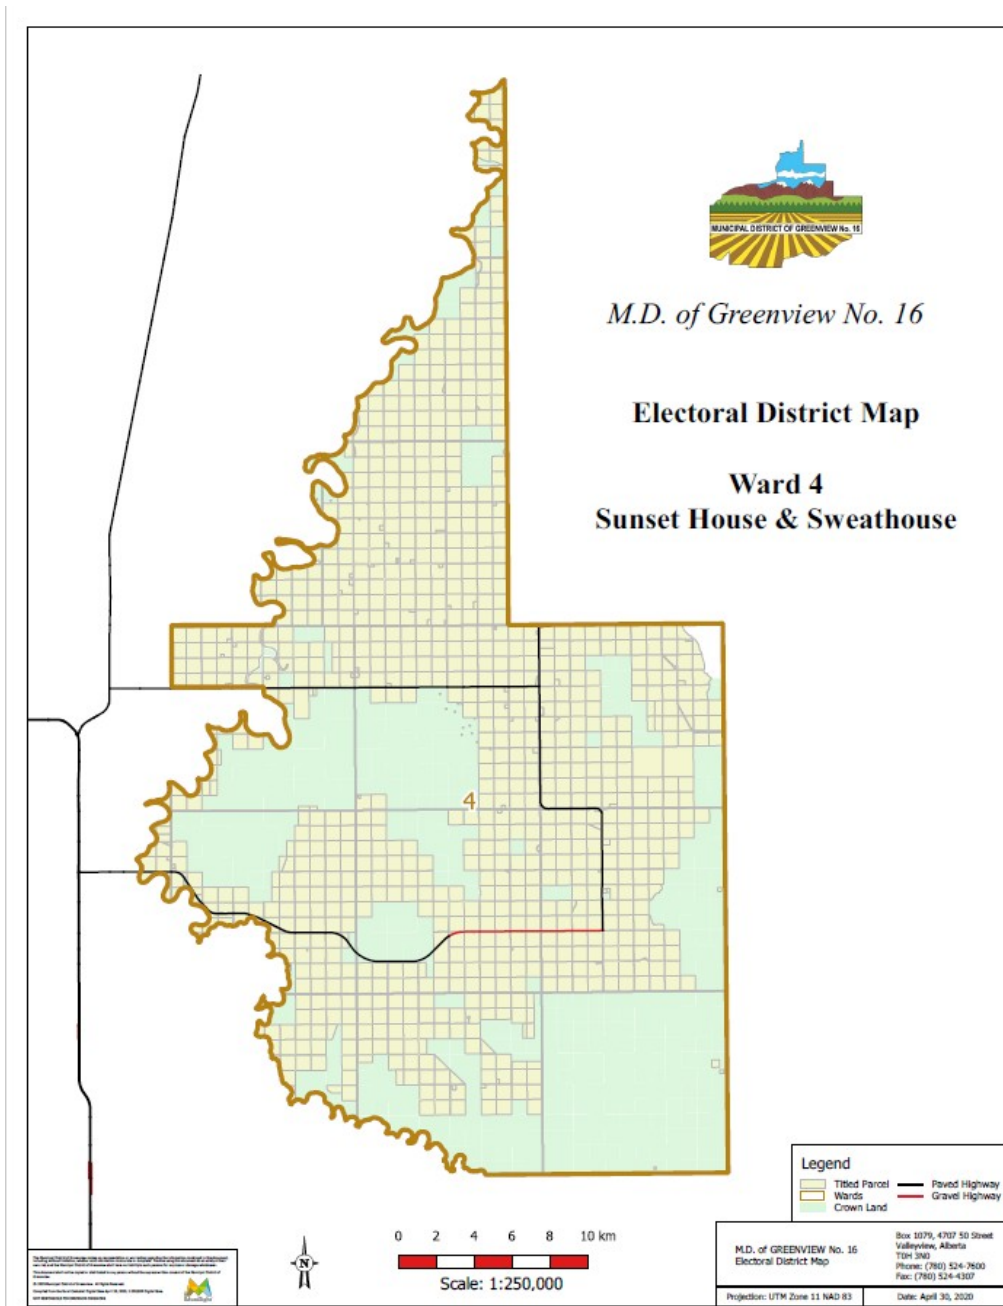 MUNICIPAL DISTRICT OF GREENVIEW No. 16
M.D. of Greenview No. 16
Electoral District Map
Ward 4
Sunset House & Sweathouse
4
Legend
Titled Parcel
Wards
Crown Land
Paved Highway
Gravel Highway
N
0 2 4 6 8 10 km
Scale: 1:250,000
M.D. of GREENVIEW No. 16
Electoral District Map
Box 1079, 4707 50 Street
Valleyview, Alberta
T0H 3N0
Phone: (780) 524-7600
Fax: (780) 524-4307
Projection: UTM Zone 11 NAD 83
Date: April 30, 2020